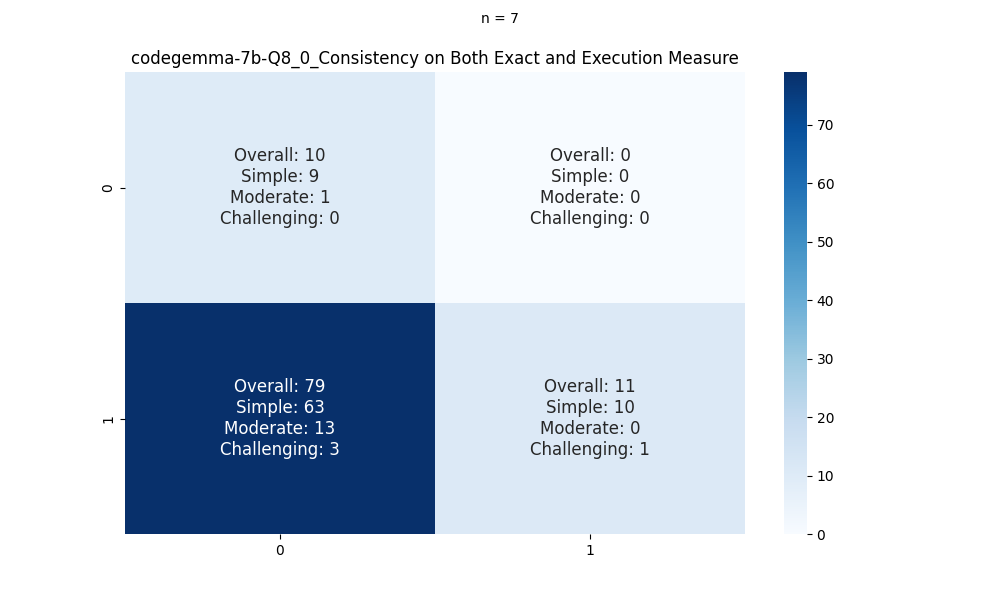 n = 7
codegemma-7b-Q8_0_Consistency on Both Exact and Execution Measure
0
Overall: 10
Simple: 9
Moderate: 1
Challenging: 0
Overall: 0
Simple: 0
Moderate: 0
Challenging: 0
1
Overall: 79
Simple: 63
Moderate: 13
Challenging: 3
Overall: 11
Simple: 10
Moderate: 0
Challenging: 1
0
1
70
60
50
40
30
20
10
0